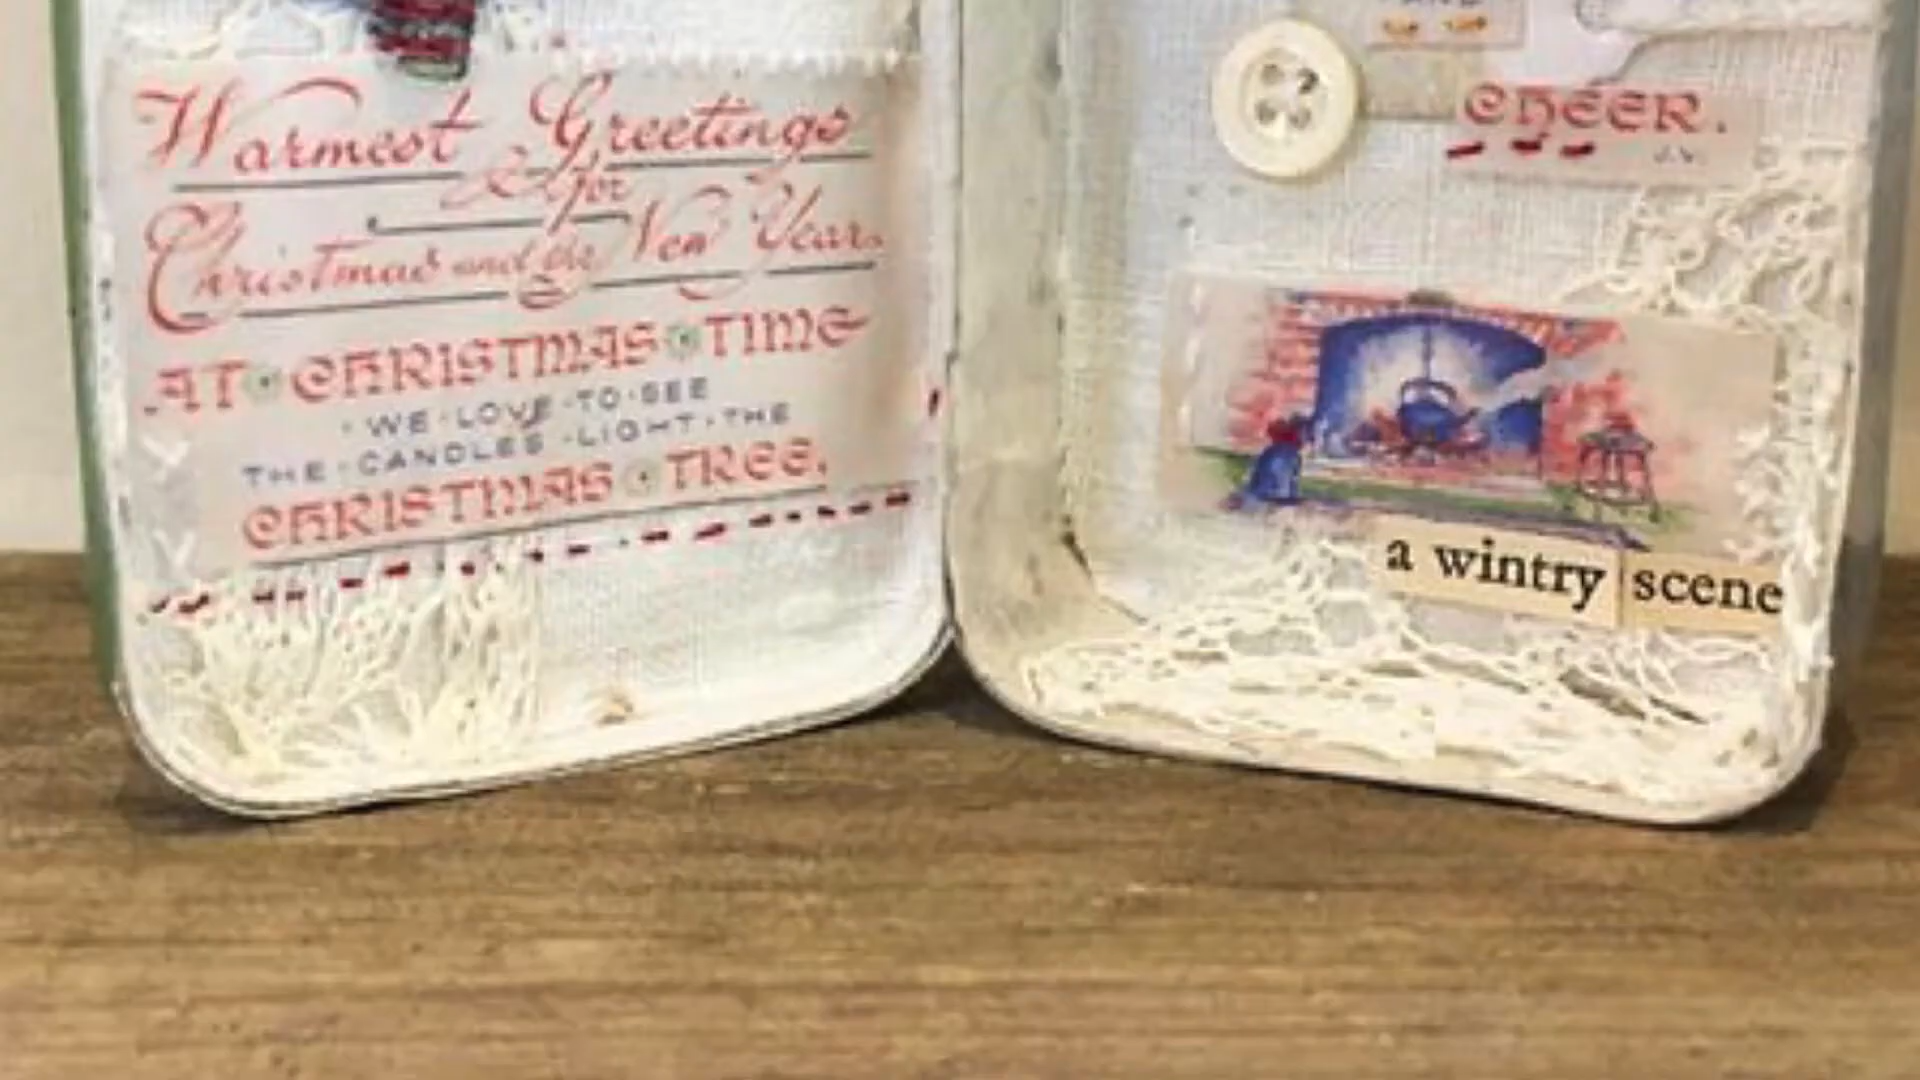 Warmest Greetings
& for
Christmas and the New Year
AT · CHRISTMAS · TIME
· WE · LOVE · TO · SEE
THE · CANDLES · LIGHT · THE
CHRISTMAS · TREE.
CHEER.
a wintry scene